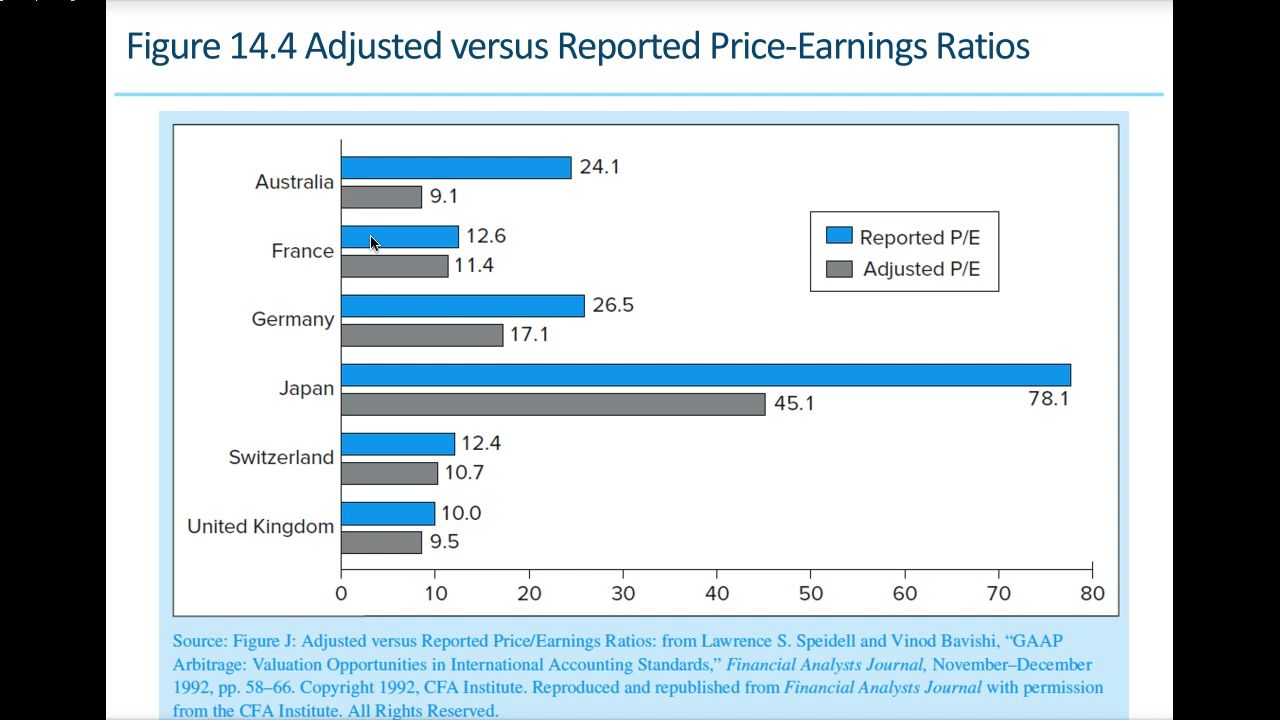 Figure 14.4 Adjusted versus Reported Price-Earnings Ratios
Australia
24.1
9.1
France
12.6
11.4
Reported P/E
Adjusted P/E
Germany
26.5
17.1
Japan
78.1
45.1
Switzerland
12.4
10.7
United Kingdom
10.0
9.5
0 10 20 30 40 50 60 70 80
Source: Figure J: Adjusted versus Reported Price/Earnings Ratios: from Lawrence S. Speidell and Vinod Bavishi, “GAAP
Arbitrage: Valuation Opportunities in International Accounting Standards,” Financial Analysts Journal, November–December
1992, pp. 58–66. Copyright 1992, CFA Institute. Reproduced and republished from Financial Analysts Journal with permission
from the CFA Institute. All Rights Reserved.